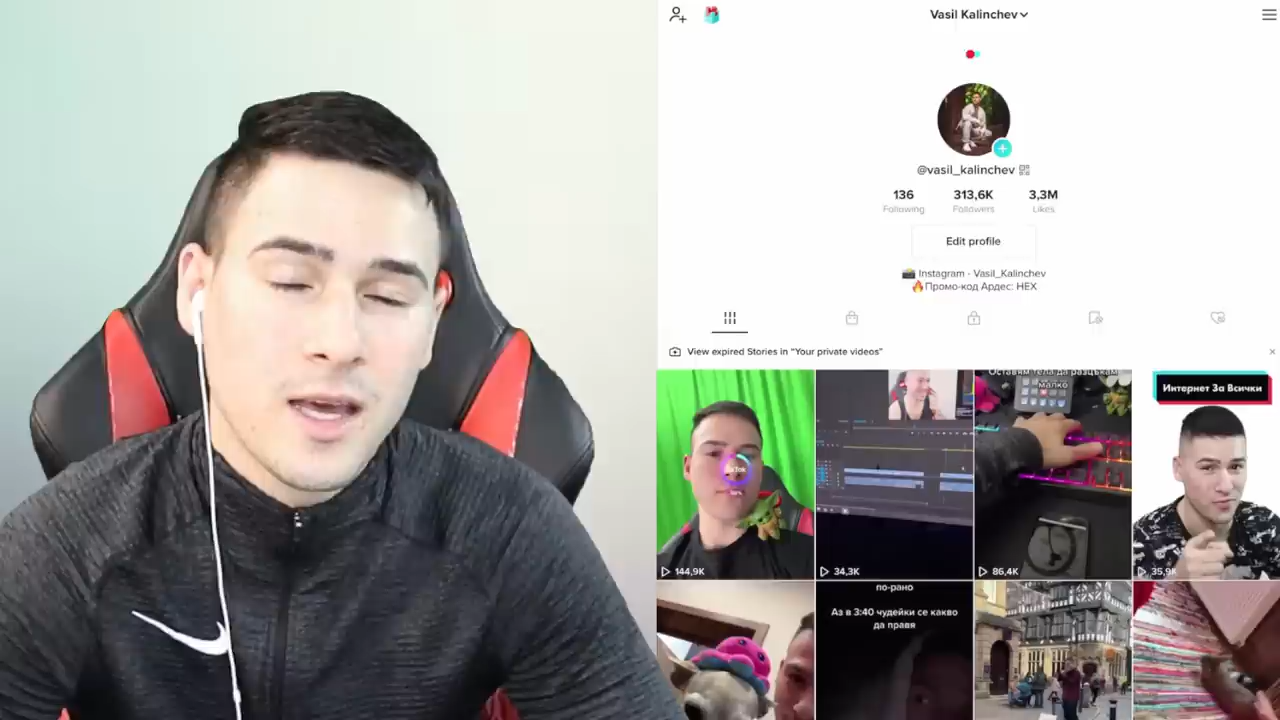 Vasil Kalinchev
@vasil_kalinchev
136
313,6K
3,3M
Following
Followers
Likes
Edit profile
Instagram - Vasil_Kalinchev
Промо-код Ардес: HEX
View expired Stories in "Your private videos"
Оставям тела да разцъкам
малко
Интернет За Всички
TikTok
144,9K
34,3K
86,4K
35,9K
по-рано
Аз в 3:40 чудейки се какво
да правя